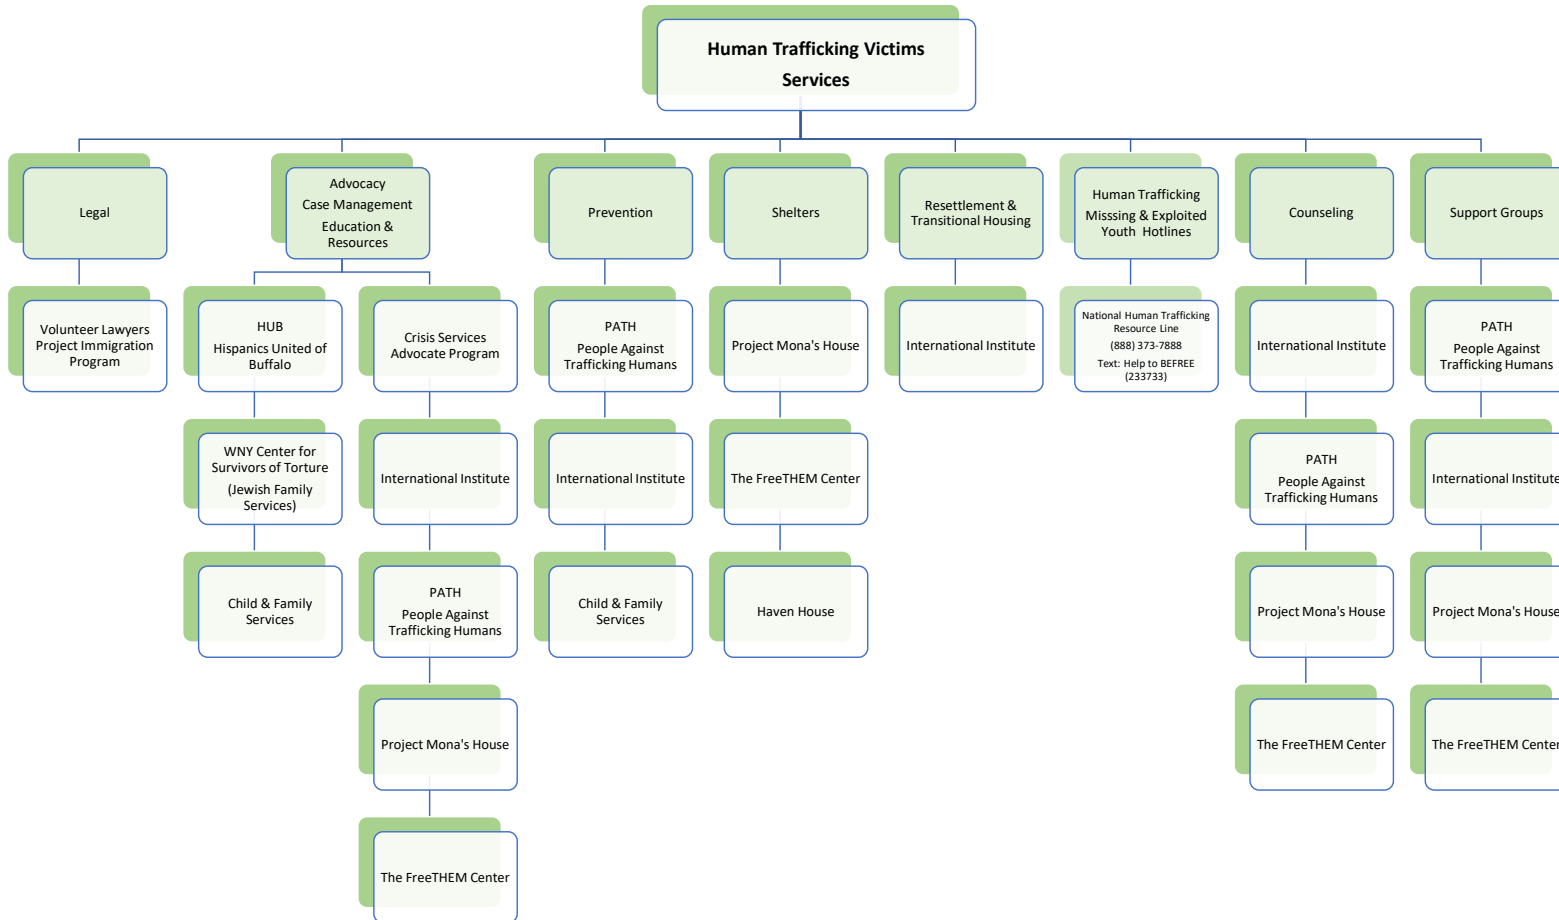 Human Trafficking Victims
Services
Legal
Advocacy
Case Management
Education &
Resources
Prevention
Shelters
Resettlement &
Transitional Housing
Human Trafficking
Misssing & Exploited
Youth Hotlines
Counseling
Support Groups
Volunteer Lawyers
Project Immigration
Program
HUB
Hispanics United of
Buffalo
Crisis Services
Advocate Program
PATH
People Against
Trafficking Humans
Project Mona's House
International Institute
National Human Trafficking
Resource Line
(888) 373-7888
Text: Help to BEFREE
(233733)
International Institute
PATH
People Against
Trafficking Humans
WNY Center for
Survivors of Torture
(Jewish Family
Services)
International Institute
International Institute
The FreeTHEM Center
PATH
People Against
Trafficking Humans
International Institute
Child & Family
Services
PATH
People Against
Trafficking Humans
Child & Family
Services
Haven House
Project Mona's House
Project Mona's House
Project Mona's House
The FreeTHEM Center
The FreeTHEM Center
The FreeTHEM Center